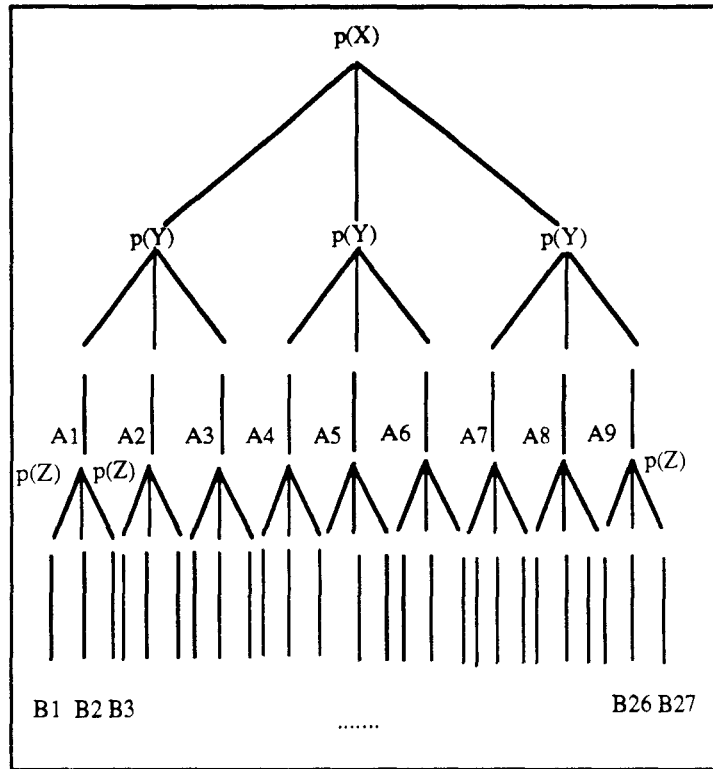 p(X)
p(Y) p(Y) p(Y)
A1 A2 A3 A4 A5 A6 A7 A8 A9
p(Z) p(Z) p(Z)
B1 B2 B3 B26 B27
.......